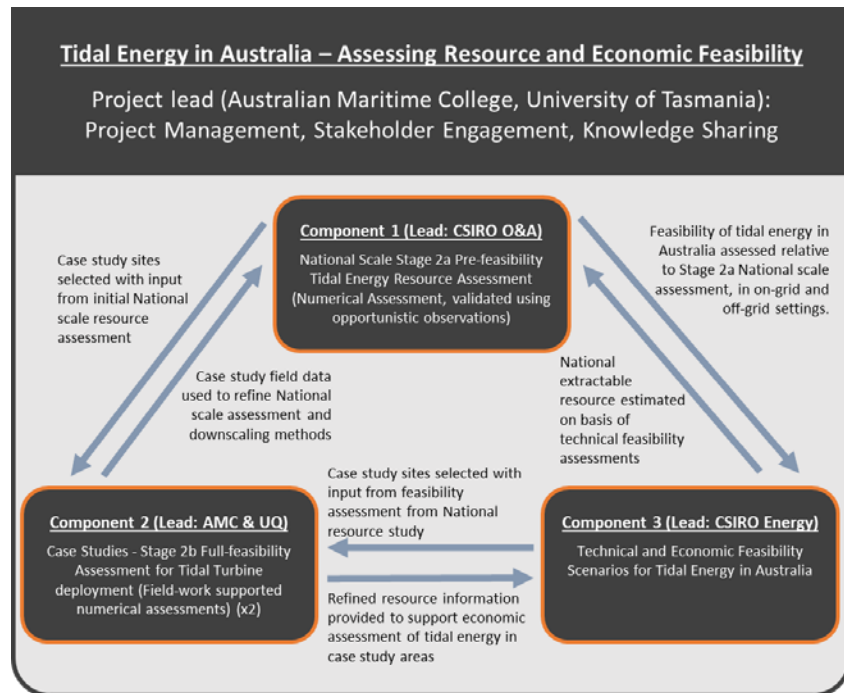 Tidal Energy in Australia – Assessing Resource and Economic Feasibility
Project lead (Australian Maritime College, University of Tasmania):
Project Management, Stakeholder Engagement, Knowledge Sharing
Component 1 (Lead: CSIRO O&A)
National Scale Stage 2a Pre-feasibility
Tidal Energy Resource Assessment
(Numerical Assessment, validated using
opportunistic observations)
Case study sites
selected with input
from initial National
scale resource
assessment
Feasibility of tidal energy in
Australia assessed relative
to Stage 2a National scale
assessment, in on-grid and
off-grid settings.
Case study field data
used to refine National
scale assessment and
downscaling methods
National
extractable
resource estimated
on basis of
technical feasibility
assessments
Case study sites selected with
input from feasibility
assessment from National
resource study
Component 2 (Lead: AMC & UQ)
Case Studies - Stage 2b Full-feasibility
Assessment for Tidal Turbine
deployment (Field-work supported
numerical assessments) (x2)
Component 3 (Lead: CSIRO Energy)
Technical and Economic Feasibility
Scenarios for Tidal Energy in Australia
Refined resource information
provided to support economic
assessment of tidal energy in
case study areas